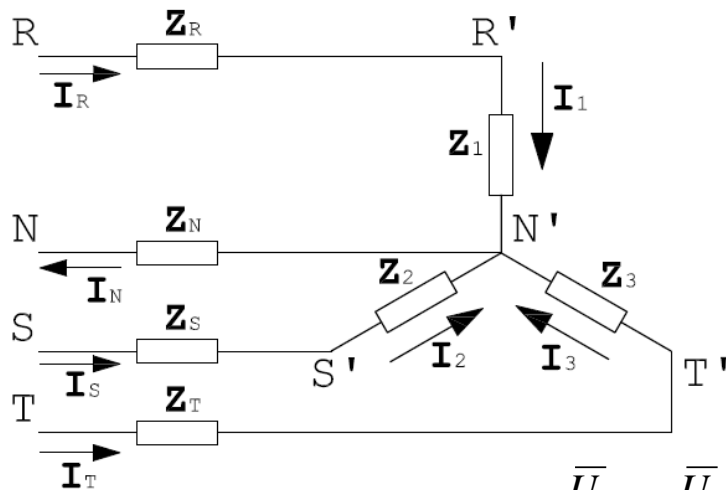 R Z_R R'
I_R I_1
Z_1
N Z_N N'
I_N Z_2 Z_3
S Z_S
S' I_2 I_3 T'
I_S
T Z_T
I_T
U̅ U̅